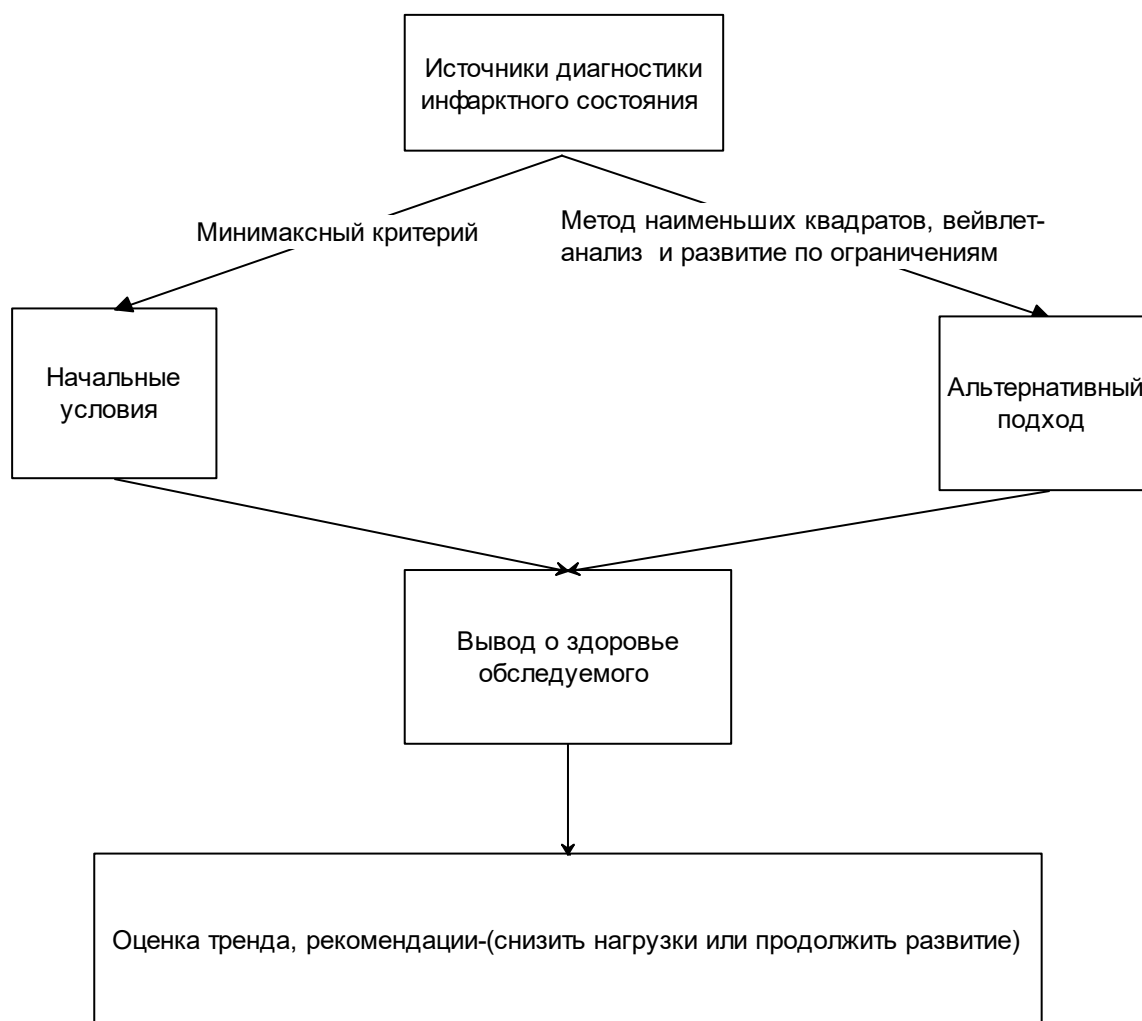 Источники диагностики
инфарктного состояния
Минимаксный критерий
Метод наименьших квадратов, вейвлет-
анализ и развитие по ограничениям
Начальные
условия
Альтернативный
подход
Вывод о здоровье
обследуемого
Оценка тренда, рекомендации-(снизить нагрузки или продолжить развитие)